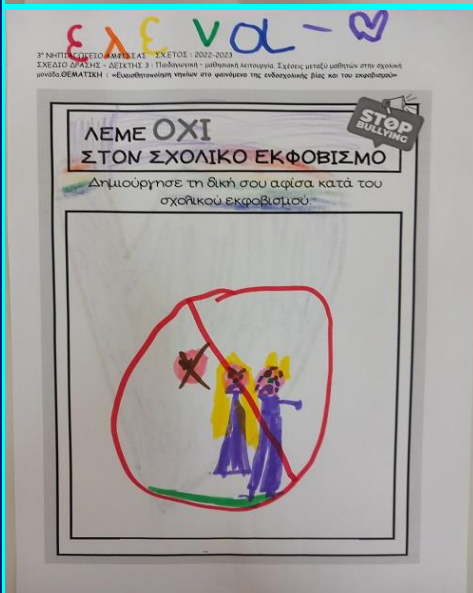 ελενα - 
3° ΝΗΠΙΑΓΩΓΕΙΟ ΑΜΦΙΣΣΑΣ ΣΧ.ΕΤΟΣ : 2022-2023
ΣΧΕΔΙΟ ΔΡΑΣΗΣ - ΔΕΙΚΤΗΣ 3 : Παιδαγωγική - μαθησιακή λειτουργία. Σχέσεις μεταξύ μαθητών στην σχολική
μονάδα ΘΕΜΑΤΙΚΗ : «Ευαισθητοποίηση νηπίων στο φαινόμενο της ενδοσχολικής βίας και του εκφοβισμού»
STOP
BULLYING
ΛΕΜΕ ΟΧΙ
ΣΤΟΝ ΣΧΟΛΙΚΟ ΕΚΦΟΒΙΣΜΟ
Δημιούργησε τη δική σου αφίσα κατά του
σχολικού εκφοβισμού.